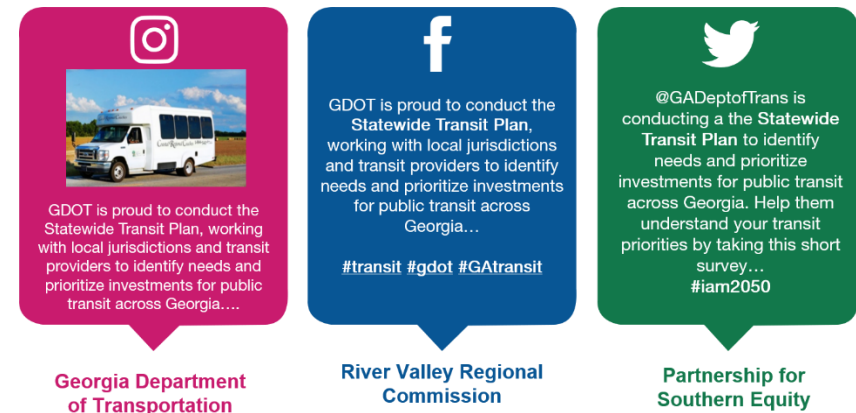 GDOT is proud to conduct the
Statewide Transit Plan, working
with local jurisdictions and transit
providers to identify needs and
prioritize investments for public
transit across Georgia....
Georgia Department
of Transportation
GDOT is proud to conduct the
Statewide Transit Plan,
working with local jurisdictions
and transit providers to identify
needs and prioritize investments
for public transit across
Georgia…
#transit #gdot #GAtransit
River Valley Regional
Commission
@GADeptofTrans is
conducting a the Statewide
Transit Plan to identify
needs and prioritize
investments for public transit
across Georgia. Help them
understand your transit
priorities by taking this short
survey…
#iam2050
Partnership for
Southern Equity